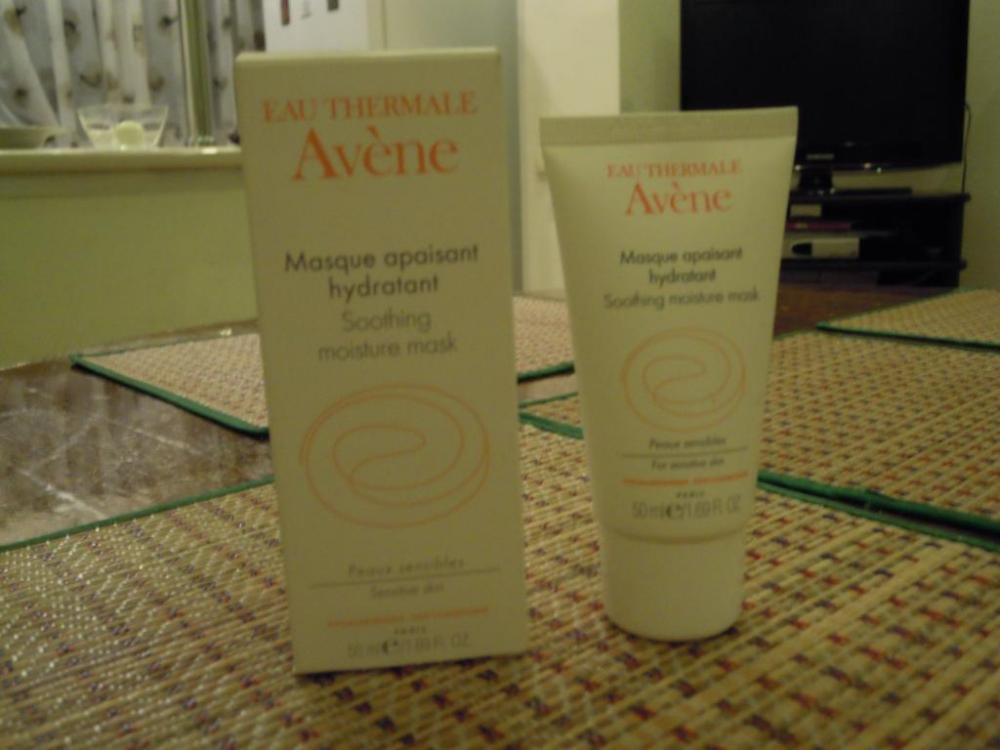 EAU THERMALE
Avène
Masque apaisant
hydratant
Soothing
moisture mask
Peaux sensibles
Sensitive skin
PARIS
50 ml e/1.69 FL OZ.
EAU THERMALE
Avène
Masque apaisant
hydratant
Soothing moisture mask
Peaux sensibles
For sensitive skin
PARIS
50 ml e/1.69 FL OZ.